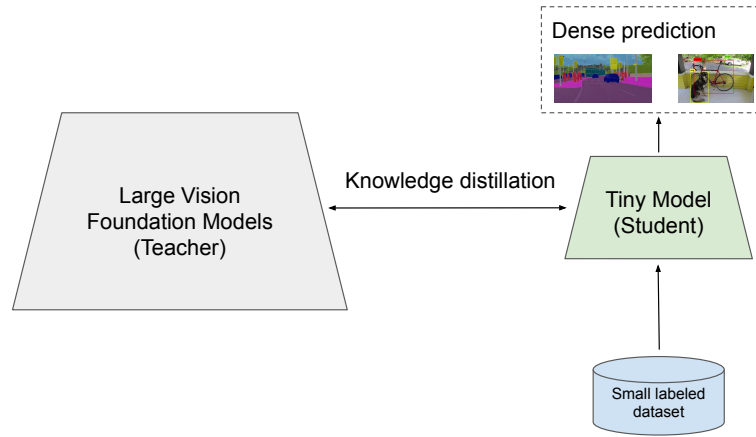 Dense prediction
Large Vision
Foundation Models
(Teacher)
Knowledge distillation
Tiny Model
(Student)
Small labeled
dataset